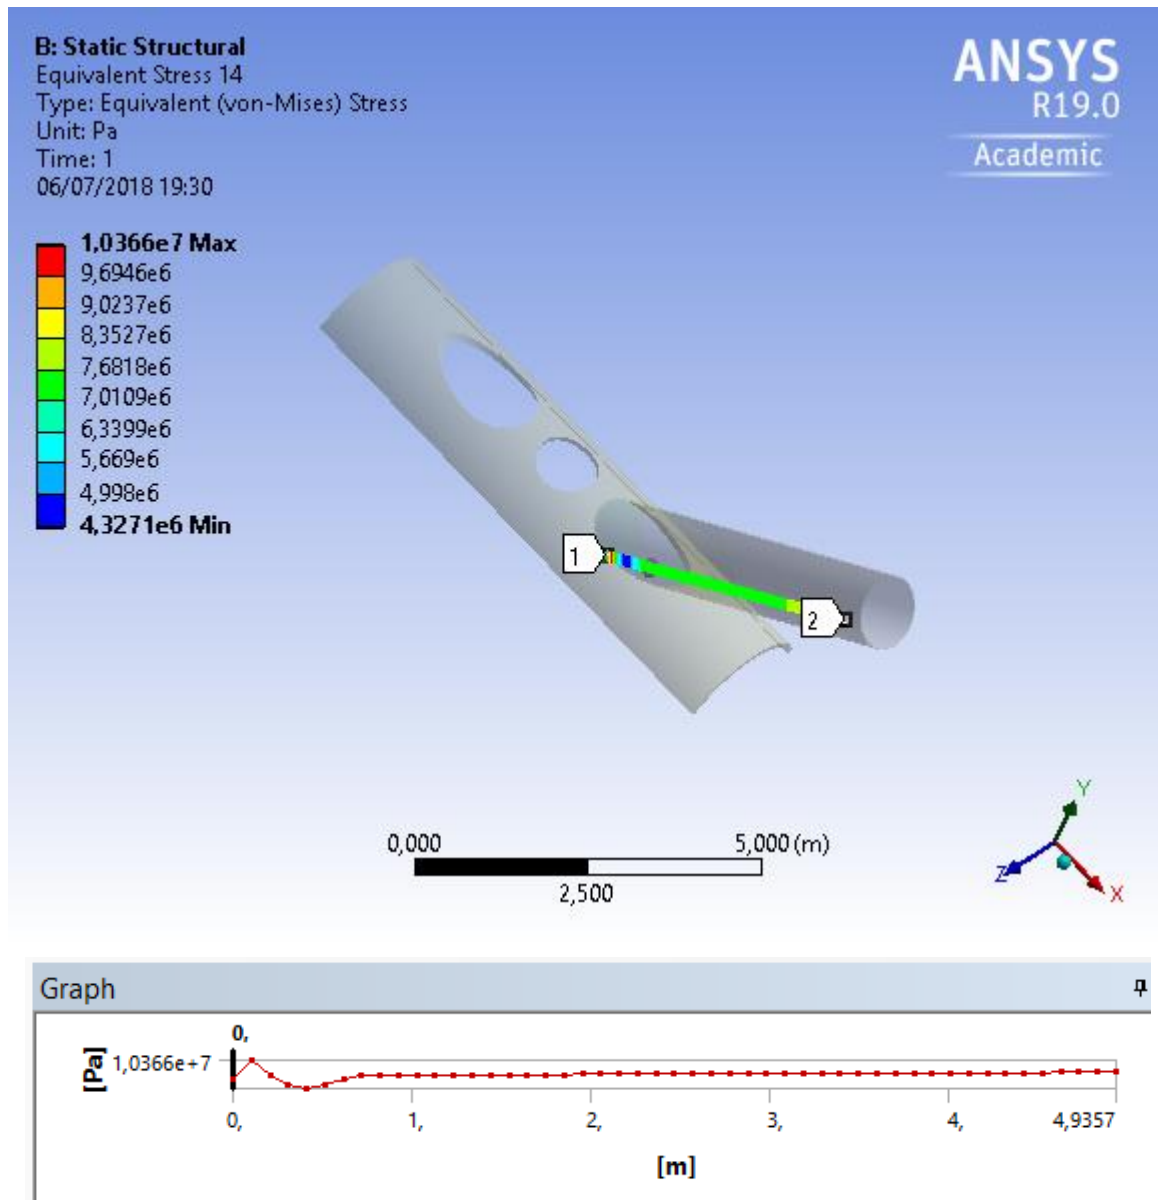 B: Static Structural
Equivalent Stress 14
Type: Equivalent (von-Mises) Stress
Unit: Pa
Time: 1
06/07/2018 19:30
ANSYS
R19.0
Academic
1,0366e7 Max
9,6946e6
9,0237e6
8,3527e6
7,6818e6
7,0109e6
6,3399e6
5,669e6
4,998e6
4,3271e6 Min
1
2
0,000
5,000 (m)
2,500
Y
Z
X
Graph
0,
[Pa]
1,0366e+7
0,
1,
2,
3,
4,
4,9357
[m]